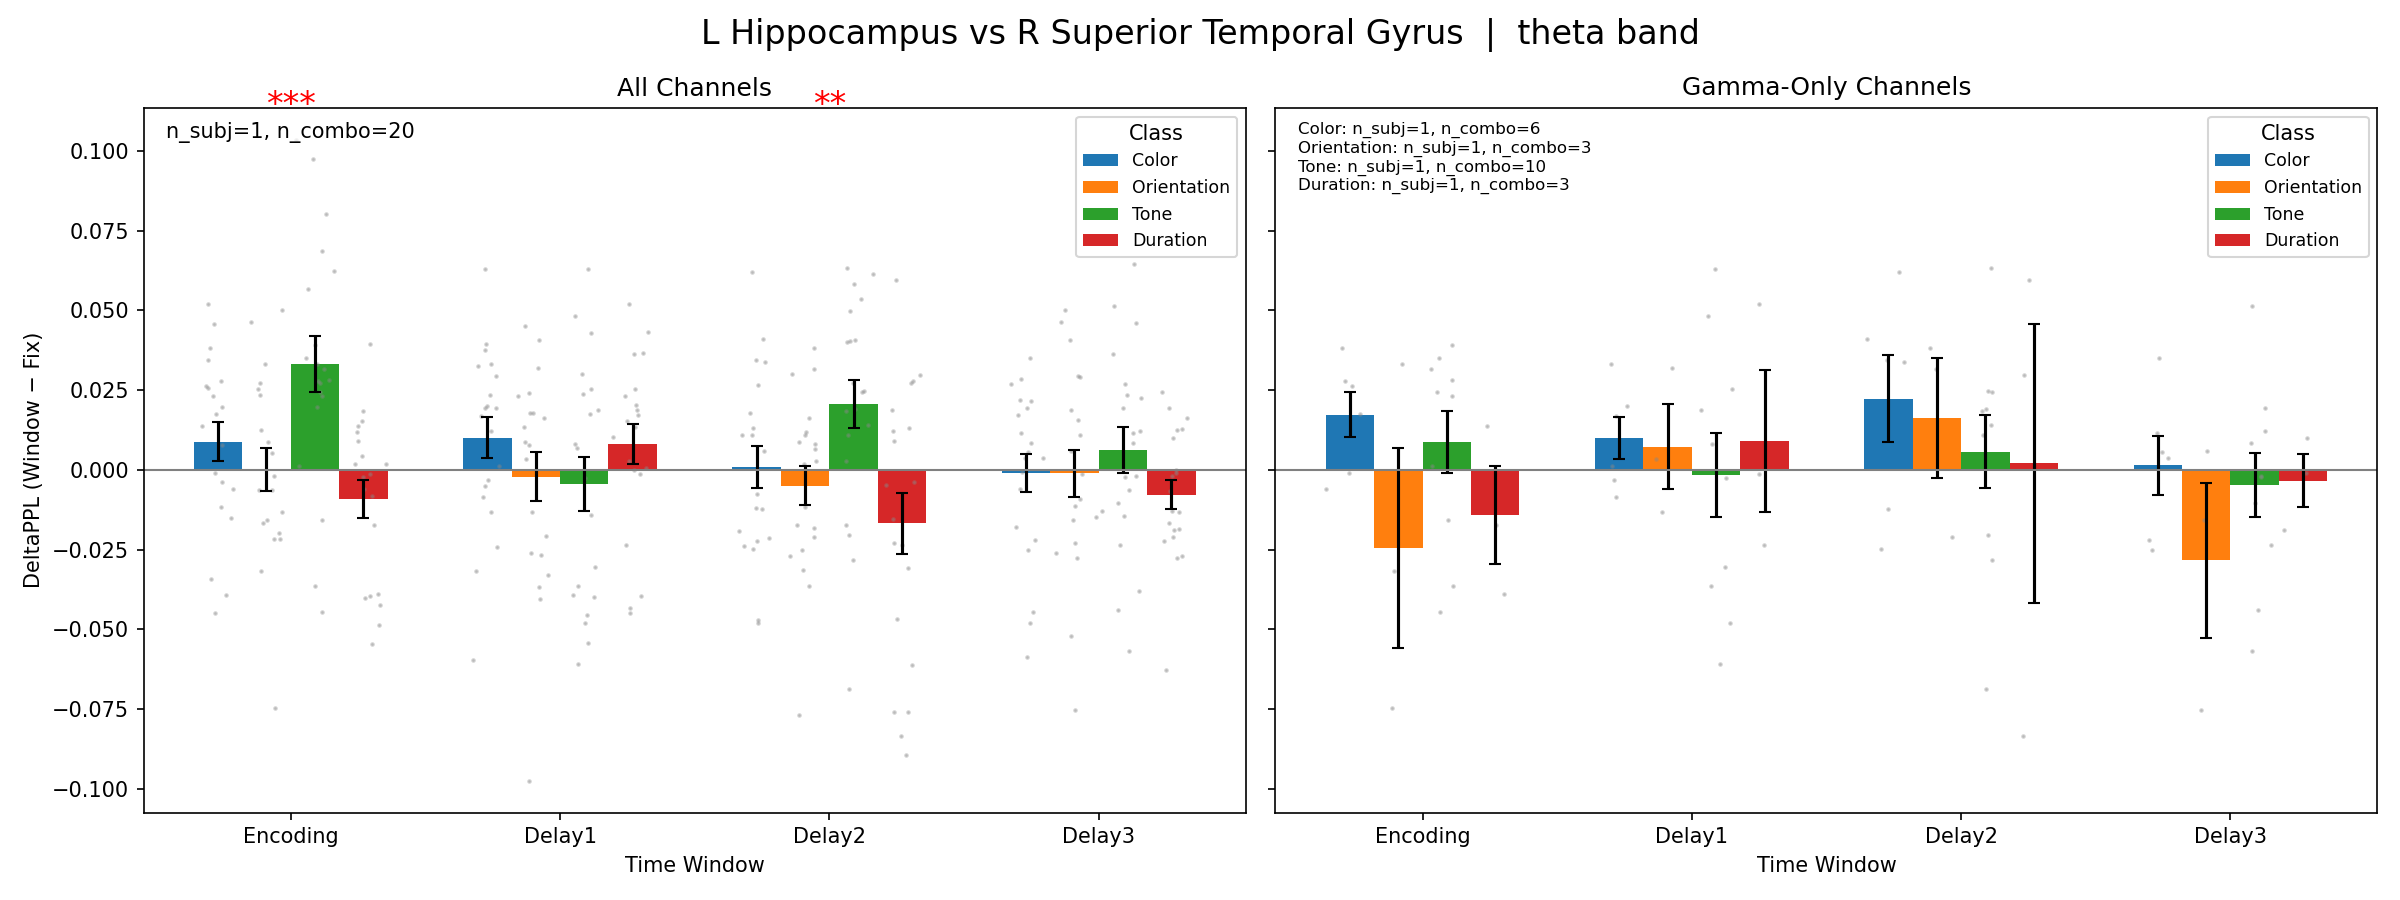 L Hippocampus vs R Superior Temporal Gyrus | theta band
All Channels
*** **
n_subj=1, n_combo=20
Class
Color
Orientation
Tone
Duration
0.100
0.075
0.050
0.025
0.000
−0.025
−0.050
−0.075
−0.100
DeltaPPL (Window − Fix)
Encoding Delay1 Delay2 Delay3
Time Window
Gamma-Only Channels
Color: n_subj=1, n_combo=6
Orientation: n_subj=1, n_combo=3
Tone: n_subj=1, n_combo=10
Duration: n_subj=1, n_combo=3
Class
Color
Orientation
Tone
Duration
Encoding Delay1 Delay2 Delay3
Time Window